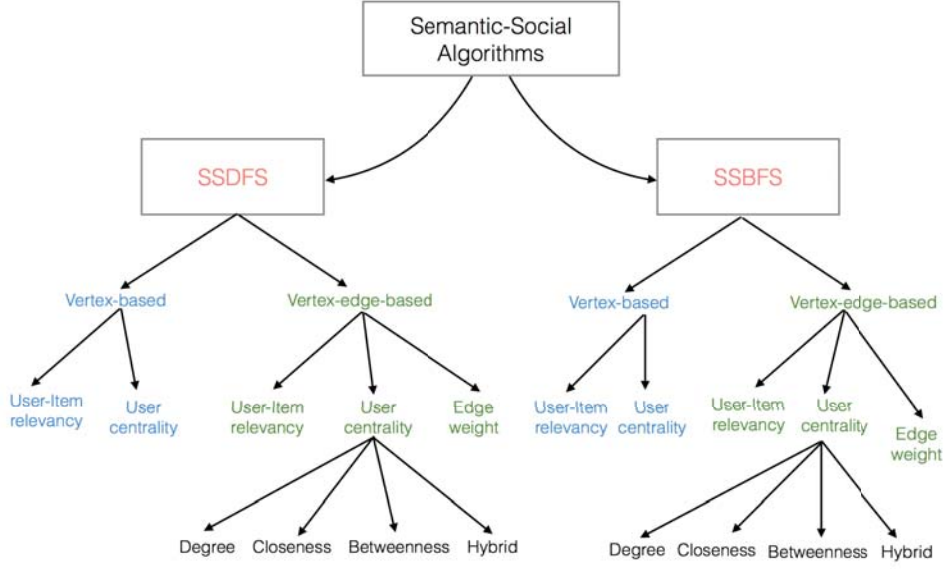 Semantic-Social
Algorithms
SSDFS
SSBFS
Vertex-based
Vertex-edge-based
Vertex-based
Vertex-edge-based
User-Item
relevancy
User
centrality
User-Item
relevancy
User
centrality
Edge
weight
User-Item
relevancy
User
centrality
User-Item
relevancy
User
centrality
Edge
weight
Degree
Closeness
Betweenness
Hybrid
Degree
Closeness
Betweenness
Hybrid